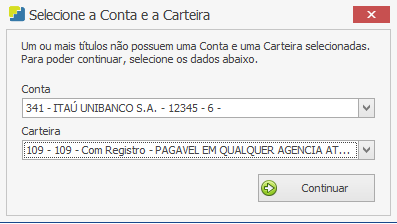 Selecione a Conta e a Carteira
Um ou mais títulos não possuem uma Conta e uma Carteira selecionadas.
Para poder continuar, selecione os dados abaixo.
Conta
341 - ITAÚ UNIBANCO S.A. - 12345 - 6 -
Carteira
109 - 109 - Com Registro - PAGAVEL EM QUALQUER AGENCIA AT...
Continuar